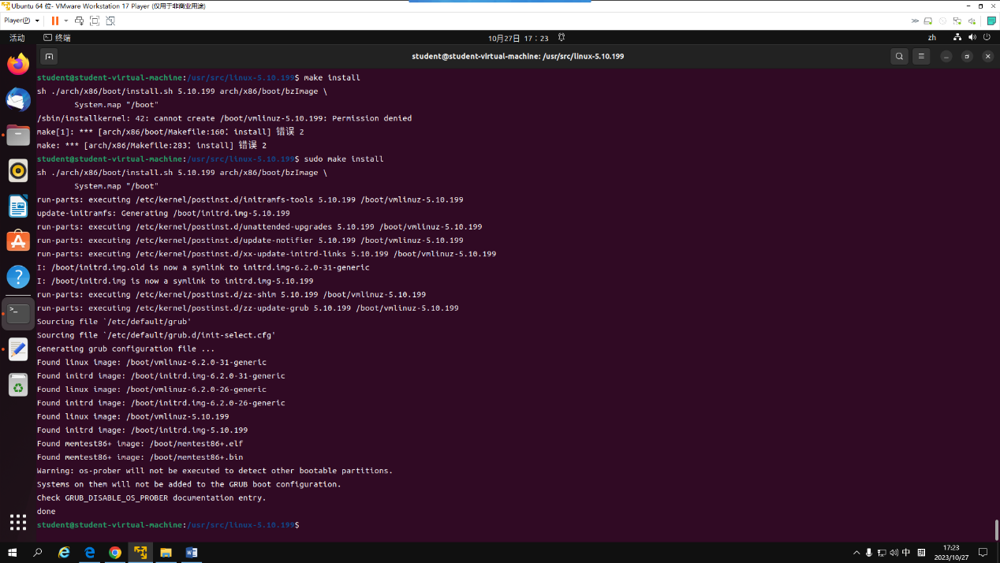 Ubuntu 64 位- VMware Workstation 17 Player (仅用于非商业用途)
Player(P)
活动
终端
10月27日 17：23
zh
student@student-virtual-machine: /usr/src/linux-5.10.199
student@student-virtual-machine:/usr/src/linux-5.10.199$ make install
sh ./arch/x86/boot/install.sh 5.10.199 arch/x86/boot/bzImage \
System.map "/boot"
/sbin/installkernel: 42: cannot create /boot/vmlinuz-5.10.199: Permission denied
make[1]: *** [arch/x86/boot/Makefile:160：install] 错误 2
make: *** [arch/x86/Makefile:283：install] 错误 2
student@student-virtual-machine:/usr/src/linux-5.10.199$ sudo make install
sh ./arch/x86/boot/install.sh 5.10.199 arch/x86/boot/bzImage \
System.map "/boot"
run-parts: executing /etc/kernel/postinst.d/initramfs-tools 5.10.199 /boot/vmlinuz-5.10.199
update-initramfs: Generating /boot/initrd.img-5.10.199
run-parts: executing /etc/kernel/postinst.d/unattended-upgrades 5.10.199 /boot/vmlinuz-5.10.199
run-parts: executing /etc/kernel/postinst.d/update-notifier 5.10.199 /boot/vmlinuz-5.10.199
run-parts: executing /etc/kernel/postinst.d/xx-update-initrd-links 5.10.199 /boot/vmlinuz-5.10.199
I: /boot/initrd.img.old is now a symlink to initrd.img-6.2.0-31-generic
I: /boot/initrd.img is now a symlink to initrd.img-5.10.199
run-parts: executing /etc/kernel/postinst.d/zz-shim 5.10.199 /boot/vmlinuz-5.10.199
run-parts: executing /etc/kernel/postinst.d/zz-update-grub 5.10.199 /boot/vmlinuz-5.10.199
Sourcing file `/etc/default/grub'
Sourcing file `/etc/default/grub.d/init-select.cfg'
Generating grub configuration file ...
Found linux image: /boot/vmlinuz-6.2.0-31-generic
Found initrd image: /boot/initrd.img-6.2.0-31-generic
Found linux image: /boot/vmlinuz-6.2.0-26-generic
Found initrd image: /boot/initrd.img-6.2.0-26-generic
Found linux image: /boot/vmlinuz-5.10.199
Found initrd image: /boot/initrd.img-5.10.199
Found memtest86+ image: /boot/memtest86+.elf
Found memtest86+ image: /boot/memtest86+.bin
Warning: os-prober will not be executed to detect other bootable partitions.
Systems on them will not be added to the GRUB boot configuration.
Check GRUB_DISABLE_OS_PROBER documentation entry.
done
student@student-virtual-machine:/usr/src/linux-5.10.199$
中
拼
17:23
2023/10/27